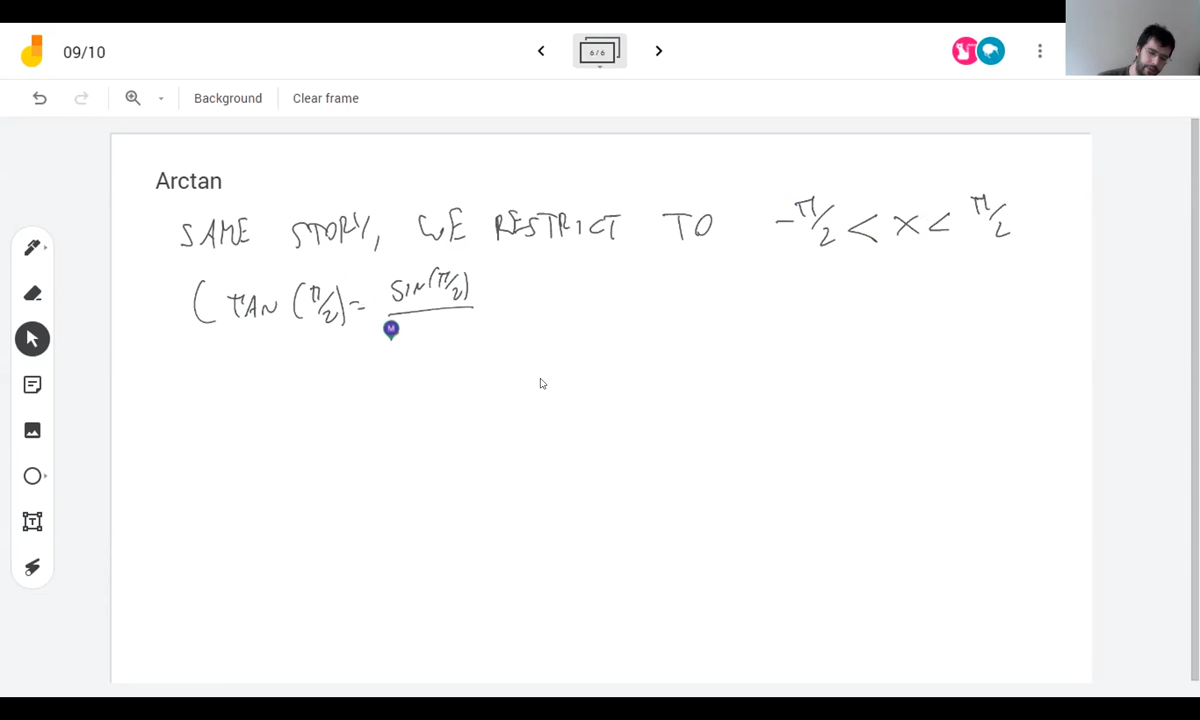 09/10
6/6
Background
Clear frame
Arctan
SAME STORY, WE RESTRICT TO -π/2 < x < π/2
(TAN(π/2) = SIN(π/2)
M
T